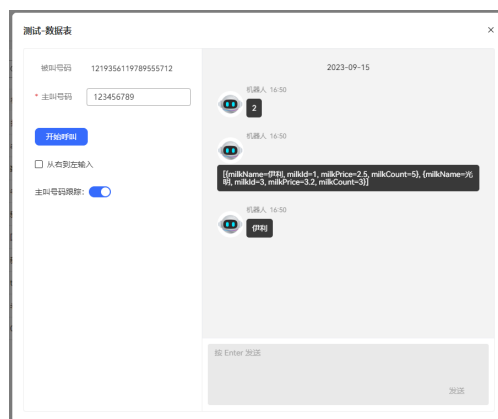 测试-数据表
×
被叫号码 1219356119789555712
* 主叫号码 123456789
开始呼叫
从右到左输入
主叫号码跟踪:
2023-09-15
机器人 16:50
2
机器人 16:50
[{milkName=伊利, milkId=1, milkPrice=2.5, milkCount=5}, {milkName=光
明, milkId=3, milkPrice=3.2, milkCount=3}]
机器人 16:50
伊利
按 Enter 发送
发送